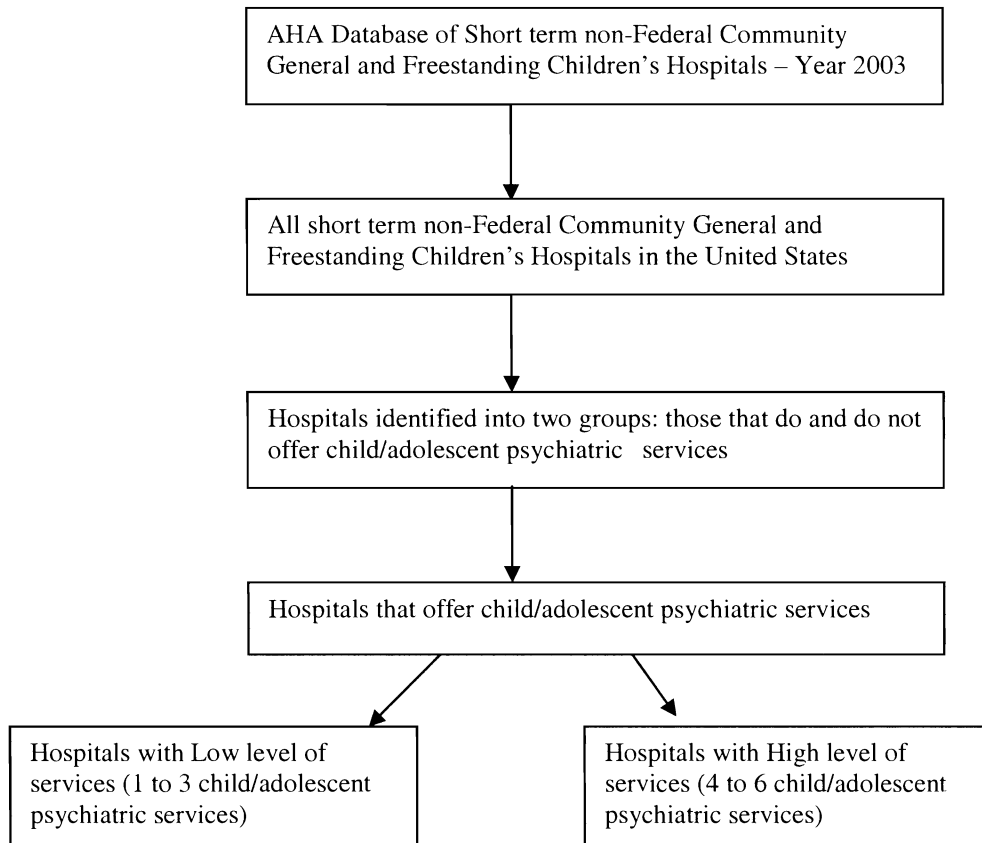 AHA Database of Short term non-Federal Community
General and Freestanding Children's Hospitals – Year 2003
All short term non-Federal Community General and
Freestanding Children's Hospitals in the United States
Hospitals identified into two groups: those that do and do not
offer child/adolescent psychiatric services
Hospitals that offer child/adolescent psychiatric services
Hospitals with Low level of
services (1 to 3 child/adolescent
psychiatric services)
Hospitals with High level of
services (4 to 6 child/adolescent
psychiatric services)